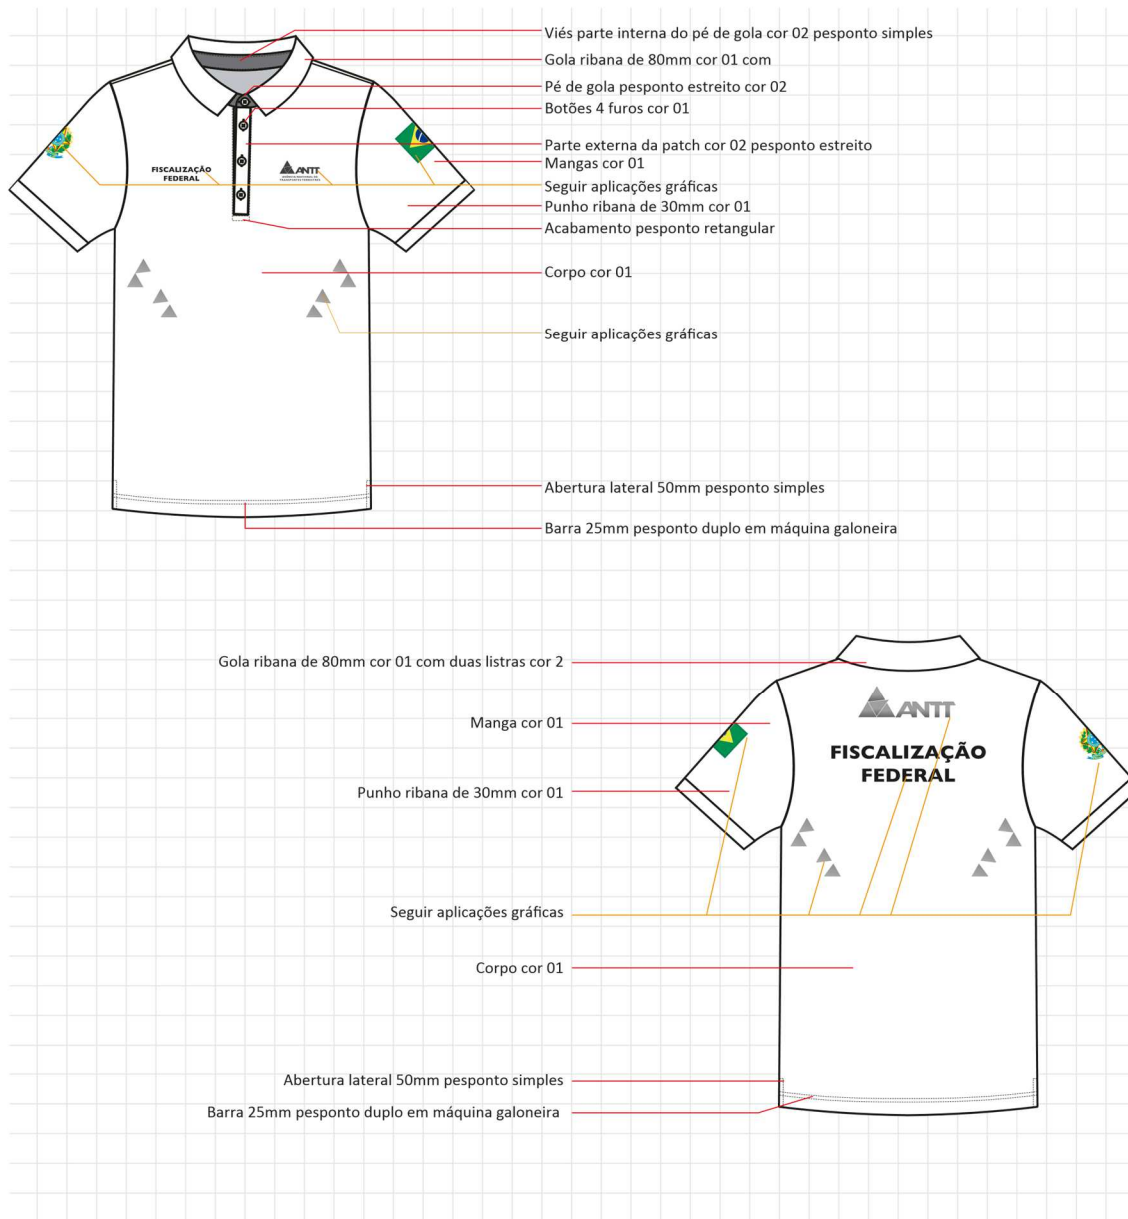 Viés parte interna do pé de gola cor 02 pesponto simples
Gola ribana de 80mm cor 01 com
Pé de gola pesponto estreito cor 02
Botões 4 furos cor 01
Parte externa da patch cor 02 pesponto estreito
Mangas cor 01
Seguir aplicações gráficas
Punho ribana de 30mm cor 01
Acabamento pesponto retangular
FISCALIZAÇÃO
FEDERAL
ANTT
AGÊNCIA NACIONAL DE
TRANSPORTES TERRESTRES
Corpo cor 01
Seguir aplicações gráficas
Abertura lateral 50mm pesponto simples
Barra 25mm pesponto duplo em máquina galoneira
Gola ribana de 80mm cor 01 com duas listras cor 2
Manga cor 01
Punho ribana de 30mm cor 01
Seguir aplicações gráficas
Corpo cor 01
Abertura lateral 50mm pesponto simples
Barra 25mm pesponto duplo em máquina galoneira
ANTT
FISCALIZAÇÃO
FEDERAL